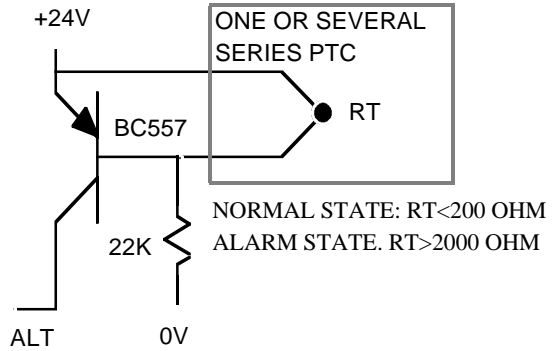 +24V
ONE OR SEVERAL
SERIES PTC
BC557
RT
NORMAL STATE: RT<200 OHM
ALARM STATE. RT>2000 OHM
22K
ALT
0V